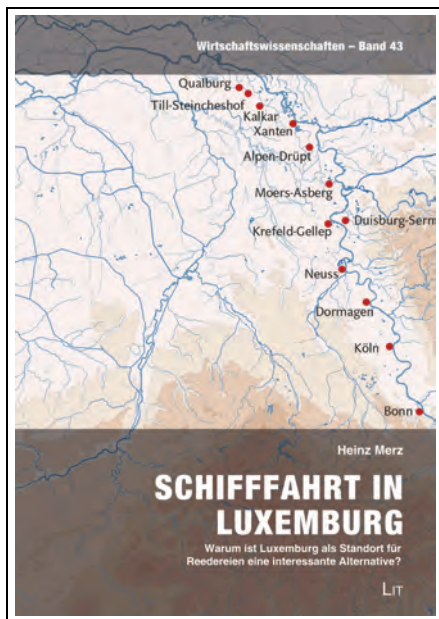 Wirtschaftswissenschaften – Band 43
Qualburg
Till-Steincheshof
Kalkar
Xanten
Alpen-Drüpt
Moers-Asberg
Duisburg-Serm
Krefeld-Gellep
Neuss
Dormagen
Köln
Bonn
Heinz Merz
SCHIFFFAHRT IN
LUXEMBURG
Warum ist Luxemburg als Standort für
Reedereien eine interessante Alternative?
LIT